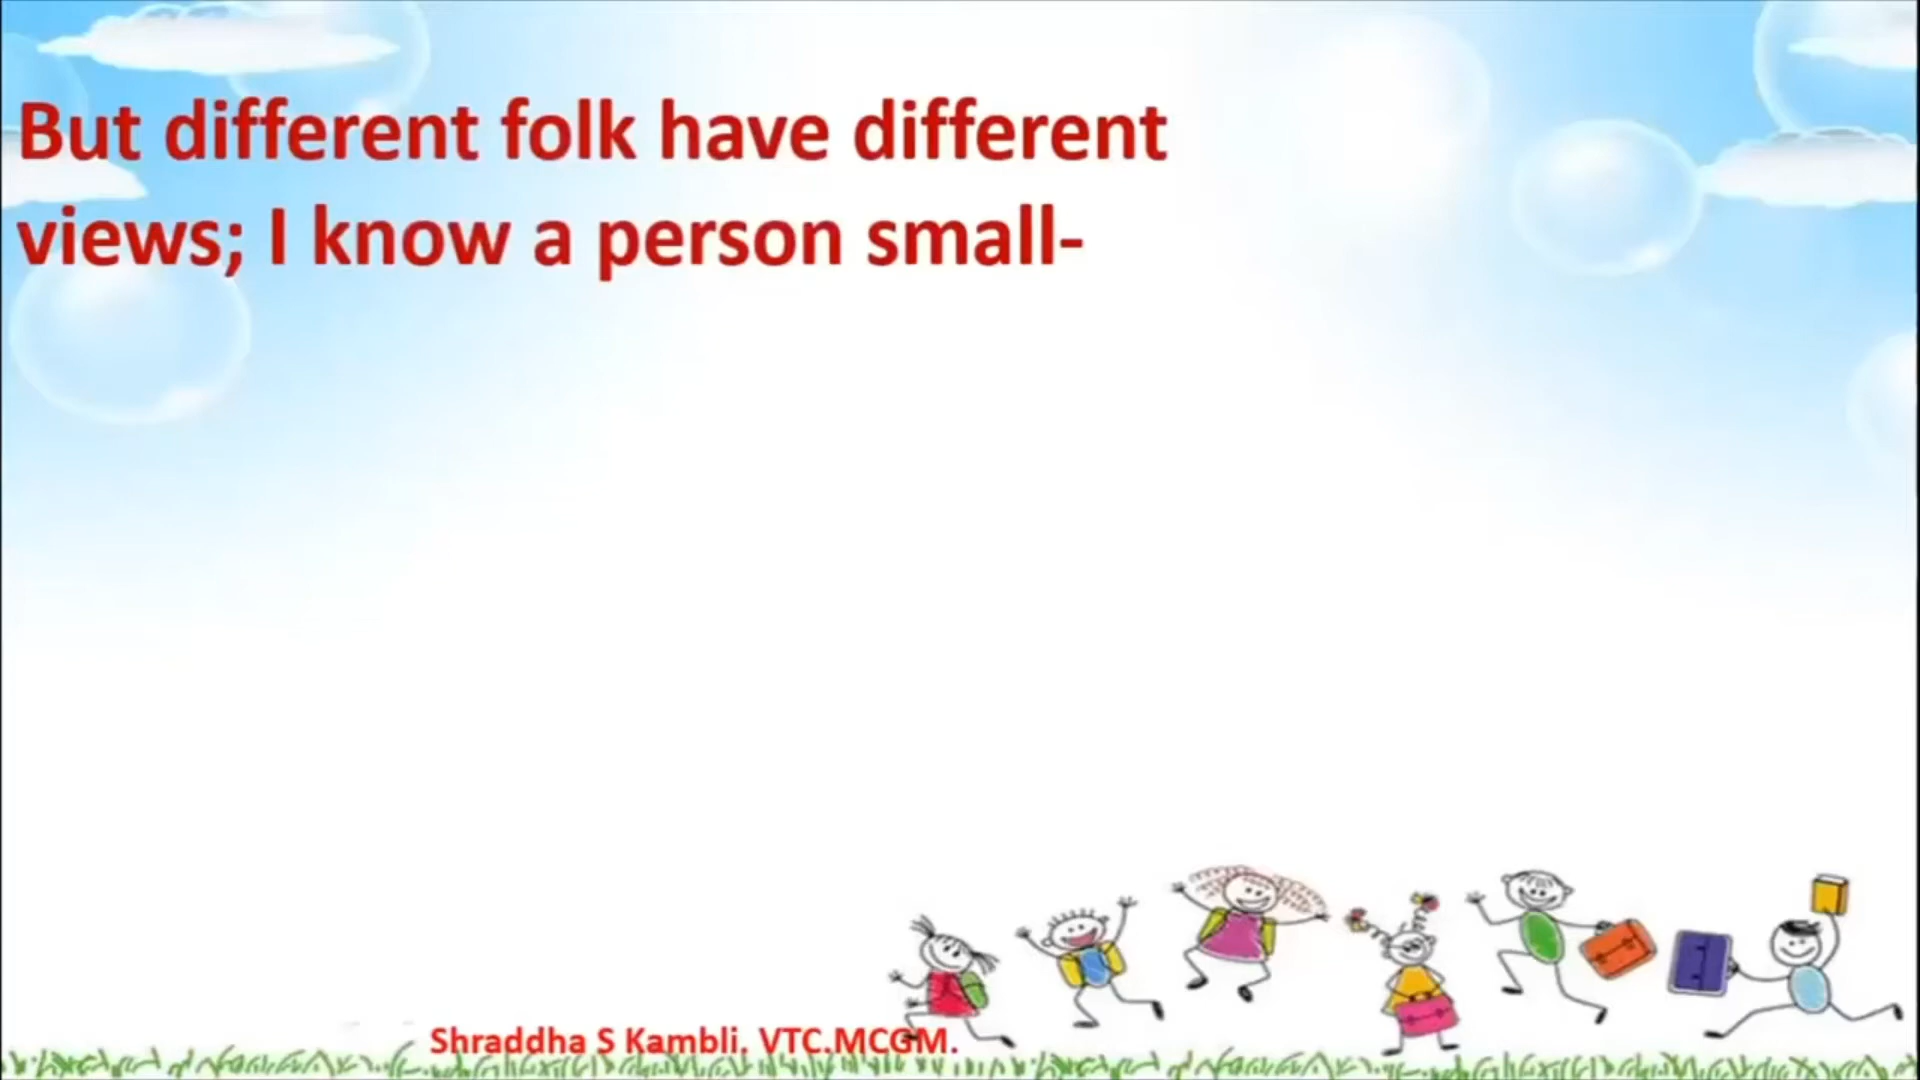 But different folk have different
views; I know a person small-
Shraddha S Kambli. VTC.MCGM.